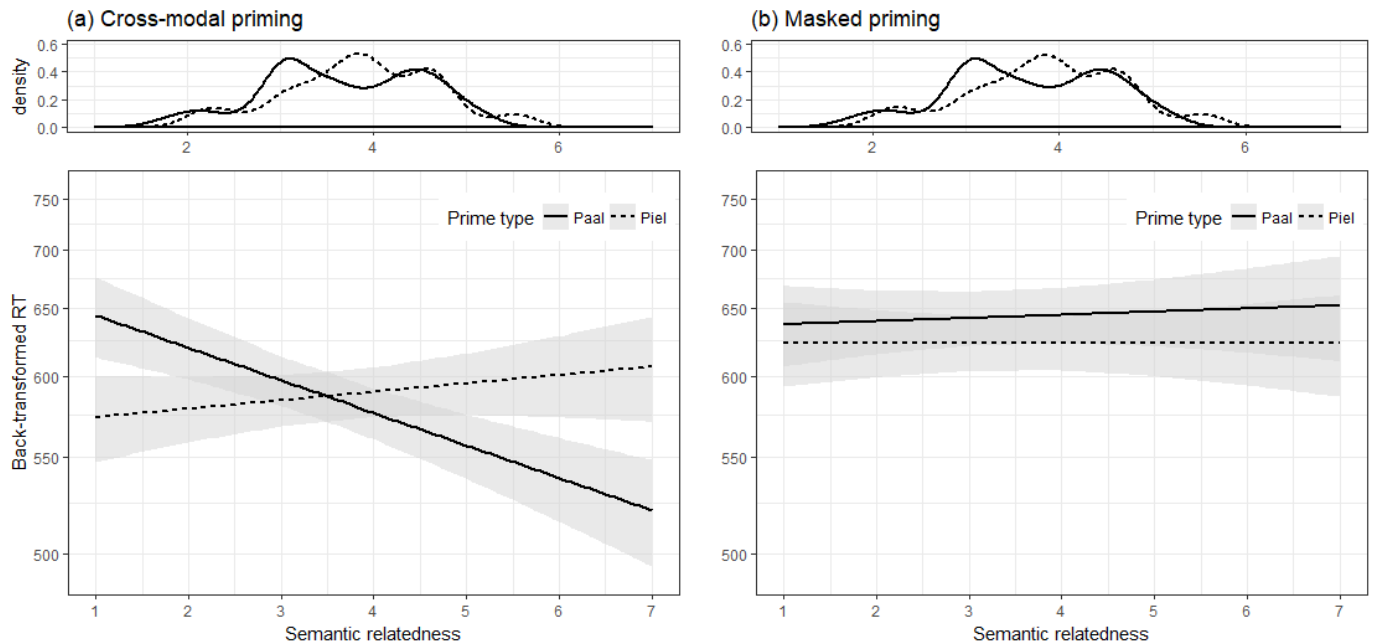 (a) Cross-modal priming
density
0.6
0.4
0.2
0.0
2
4
6
Back-transformed RT
750
700
650
600
550
500
Prime type Paal Piel
1 2 3 4 5 6 7
Semantic relatedness
(b) Masked priming
0.6
0.4
0.2
0.0
2
4
6
750
700
650
600
550
500
Prime type Paal Piel
1 2 3 4 5 6 7
Semantic relatedness